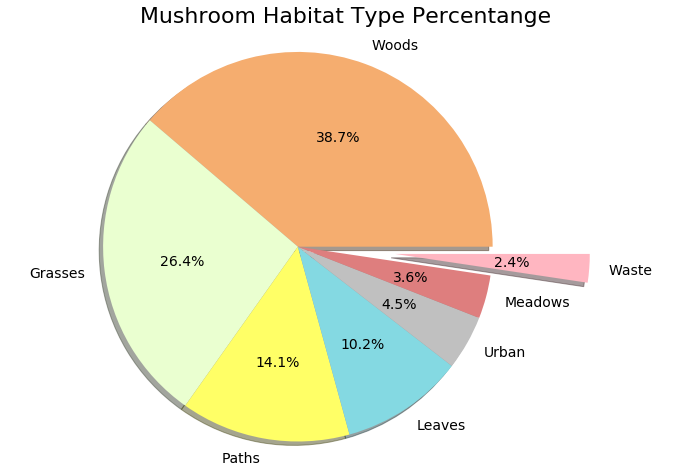 Mushroom Habitat Type Percentange
Woods
38.7%
Grasses
26.4%
Paths
14.1%
Leaves
10.2%
Urban
4.5%
Meadows
3.6%
Waste
2.4%